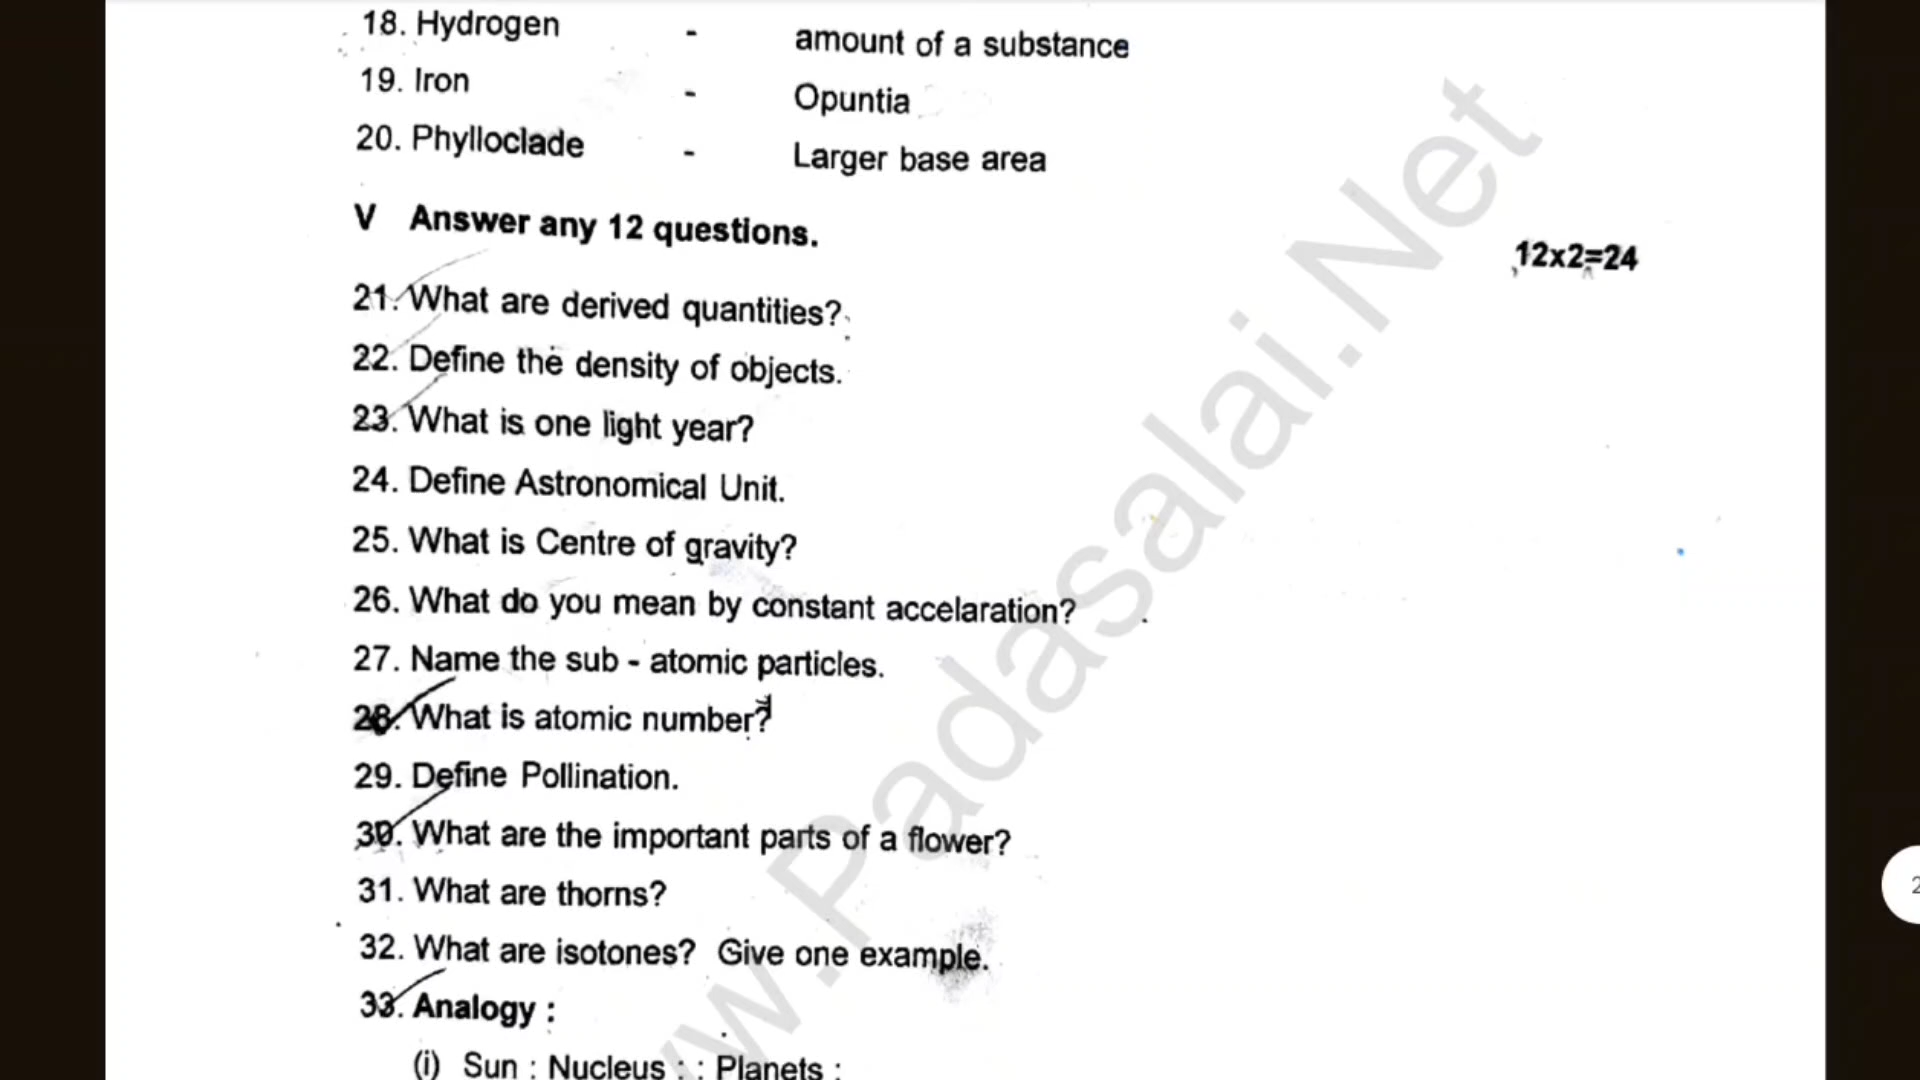 18. Hydrogen - amount of a substance
19. Iron - Opuntia
20. Phylloclade - Larger base area
V Answer any 12 questions. 12x2=24
21. What are derived quantities?
22. Define the density of objects.
23. What is one light year?
24. Define Astronomical Unit.
25. What is Centre of gravity?
26. What do you mean by constant accelaration?
27. Name the sub - atomic particles.
28. What is atomic number?
29. Define Pollination.
30. What are the important parts of a flower?
31. What are thorns?
32. What are isotones? Give one example.
33. Analogy :
(i) Sun : Nucleus : : Planets :
w.Padasalai.Net
2